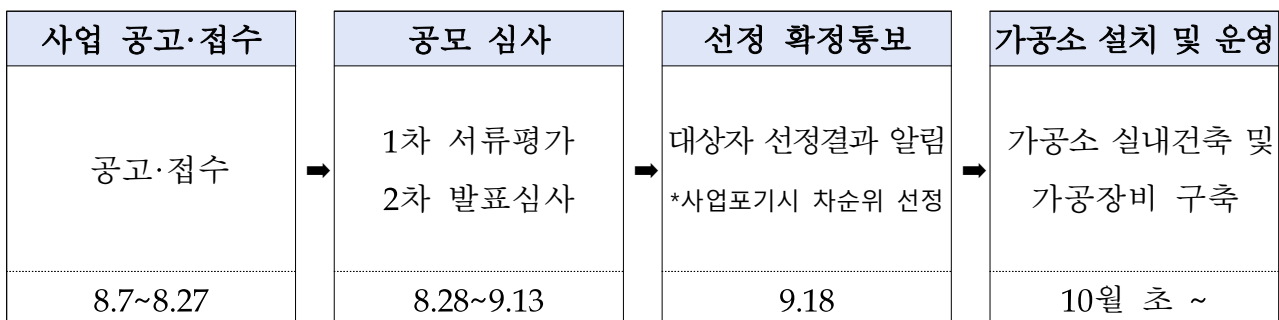 사업 공고·접수
공고·접수
8.7~8.27
➡
공모 심사
1차 서류평가
2차 발표심사
8.28~9.13
➡
선정 확정통보
대상자 선정결과 알림
*사업포기시 차순위 선정
9.18
➡
가공소 설치 및 운영
가공소 실내건축 및
가공장비 구축
10월 초 ~